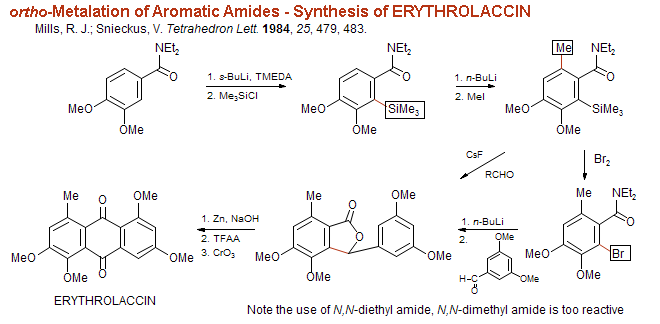 ortho-Metalation of Aromatic Amides - Synthesis of ERYTHROLACCIN
Mills, R. J.; Snieckus, V. Tetrahedron Lett. 1984, 25, 479, 483.
NEt2
O
MeO
OMe
1. s-BuLi, TMEDA
2. Me3SiCl
NEt2
O
MeO
SiMe3
OMe
1. n-BuLi
2. MeI
Me
NEt2
O
MeO
SiMe3
OMe
CsF
RCHO
Br2
Me
NEt2
O
MeO
Br
OMe
1. n-BuLi
2.
OMe
H-C
O
OMe
Me
O
O
OMe
MeO
OMe
OMe
1. Zn, NaOH
2. TFAA
3. CrO3
Me
O
OMe
MeO
OMe
O
OMe
ERYTHROLACCIN
Note the use of N,N-diethyl amide, N,N-dimethyl amide is too reactive